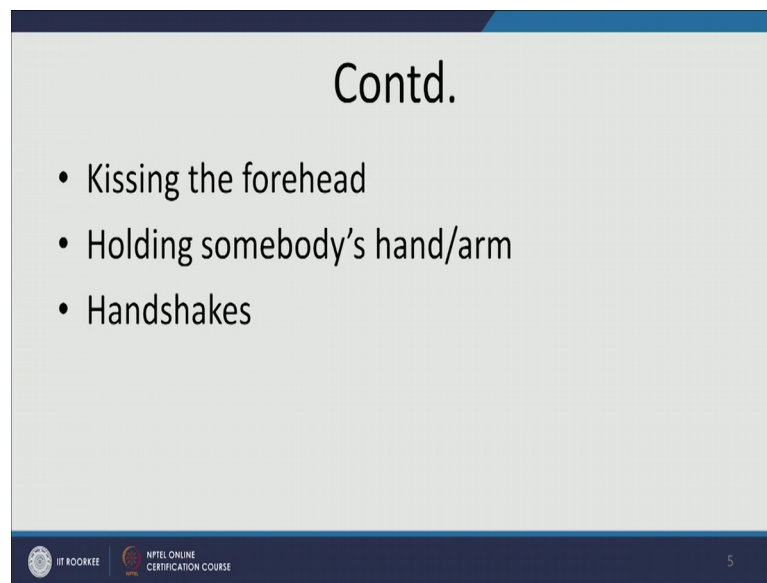 Contd.
• Kissing the forehead
• Holding somebody’s hand/arm
• Handshakes
IIT ROORKEE
NPTEL ONLINE
CERTIFICATION COURSE
5